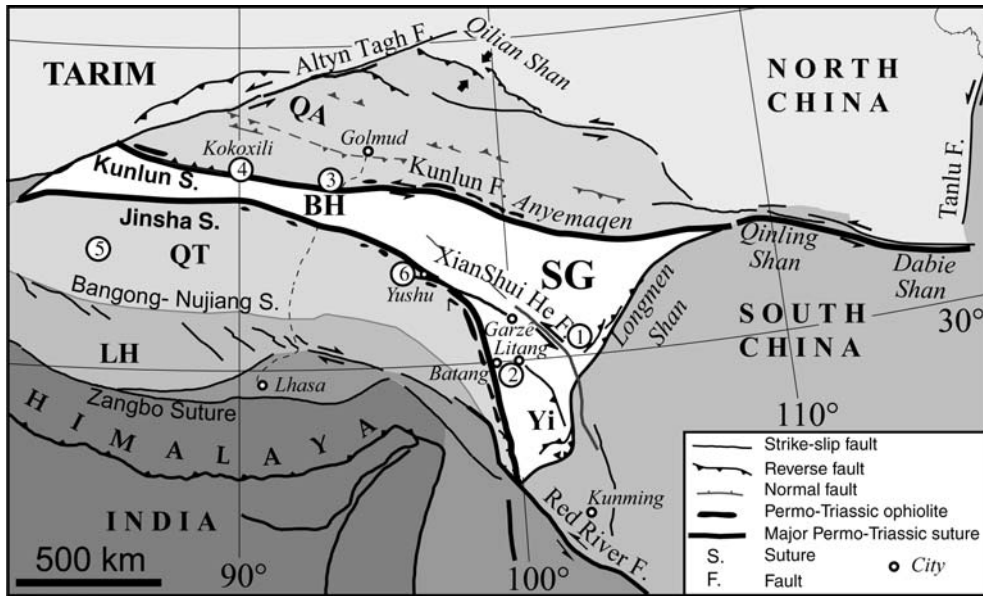 TARIM
Altyn Tagh F.
Qilian Shan
NORTH
CHINA
QA
Golmud
Kokoxili
4
3
Kunlun S.
Kunlun F.
Tanlu F.
BH
Anyemaqen
Jinsha S.
Qinling
Shan
5
QT
SG
Dabie
Shan
XianShui He F.
6
Yushu
Longmen
Shan
Bangong- Nujiang S.
SOUTH
CHINA
30°
Garze
1
LH
Litang
Batang
2
Lhasa
Zangbo Suture
110°
HIMALAYA
Yi
Kunming
INDIA
Red River F.
500 km
90°
100°
Strike-slip fault
Reverse fault
Normal fault
Permo-Triassic ophiolite
Major Permo-Triassic suture
S. Suture
F. Fault
City